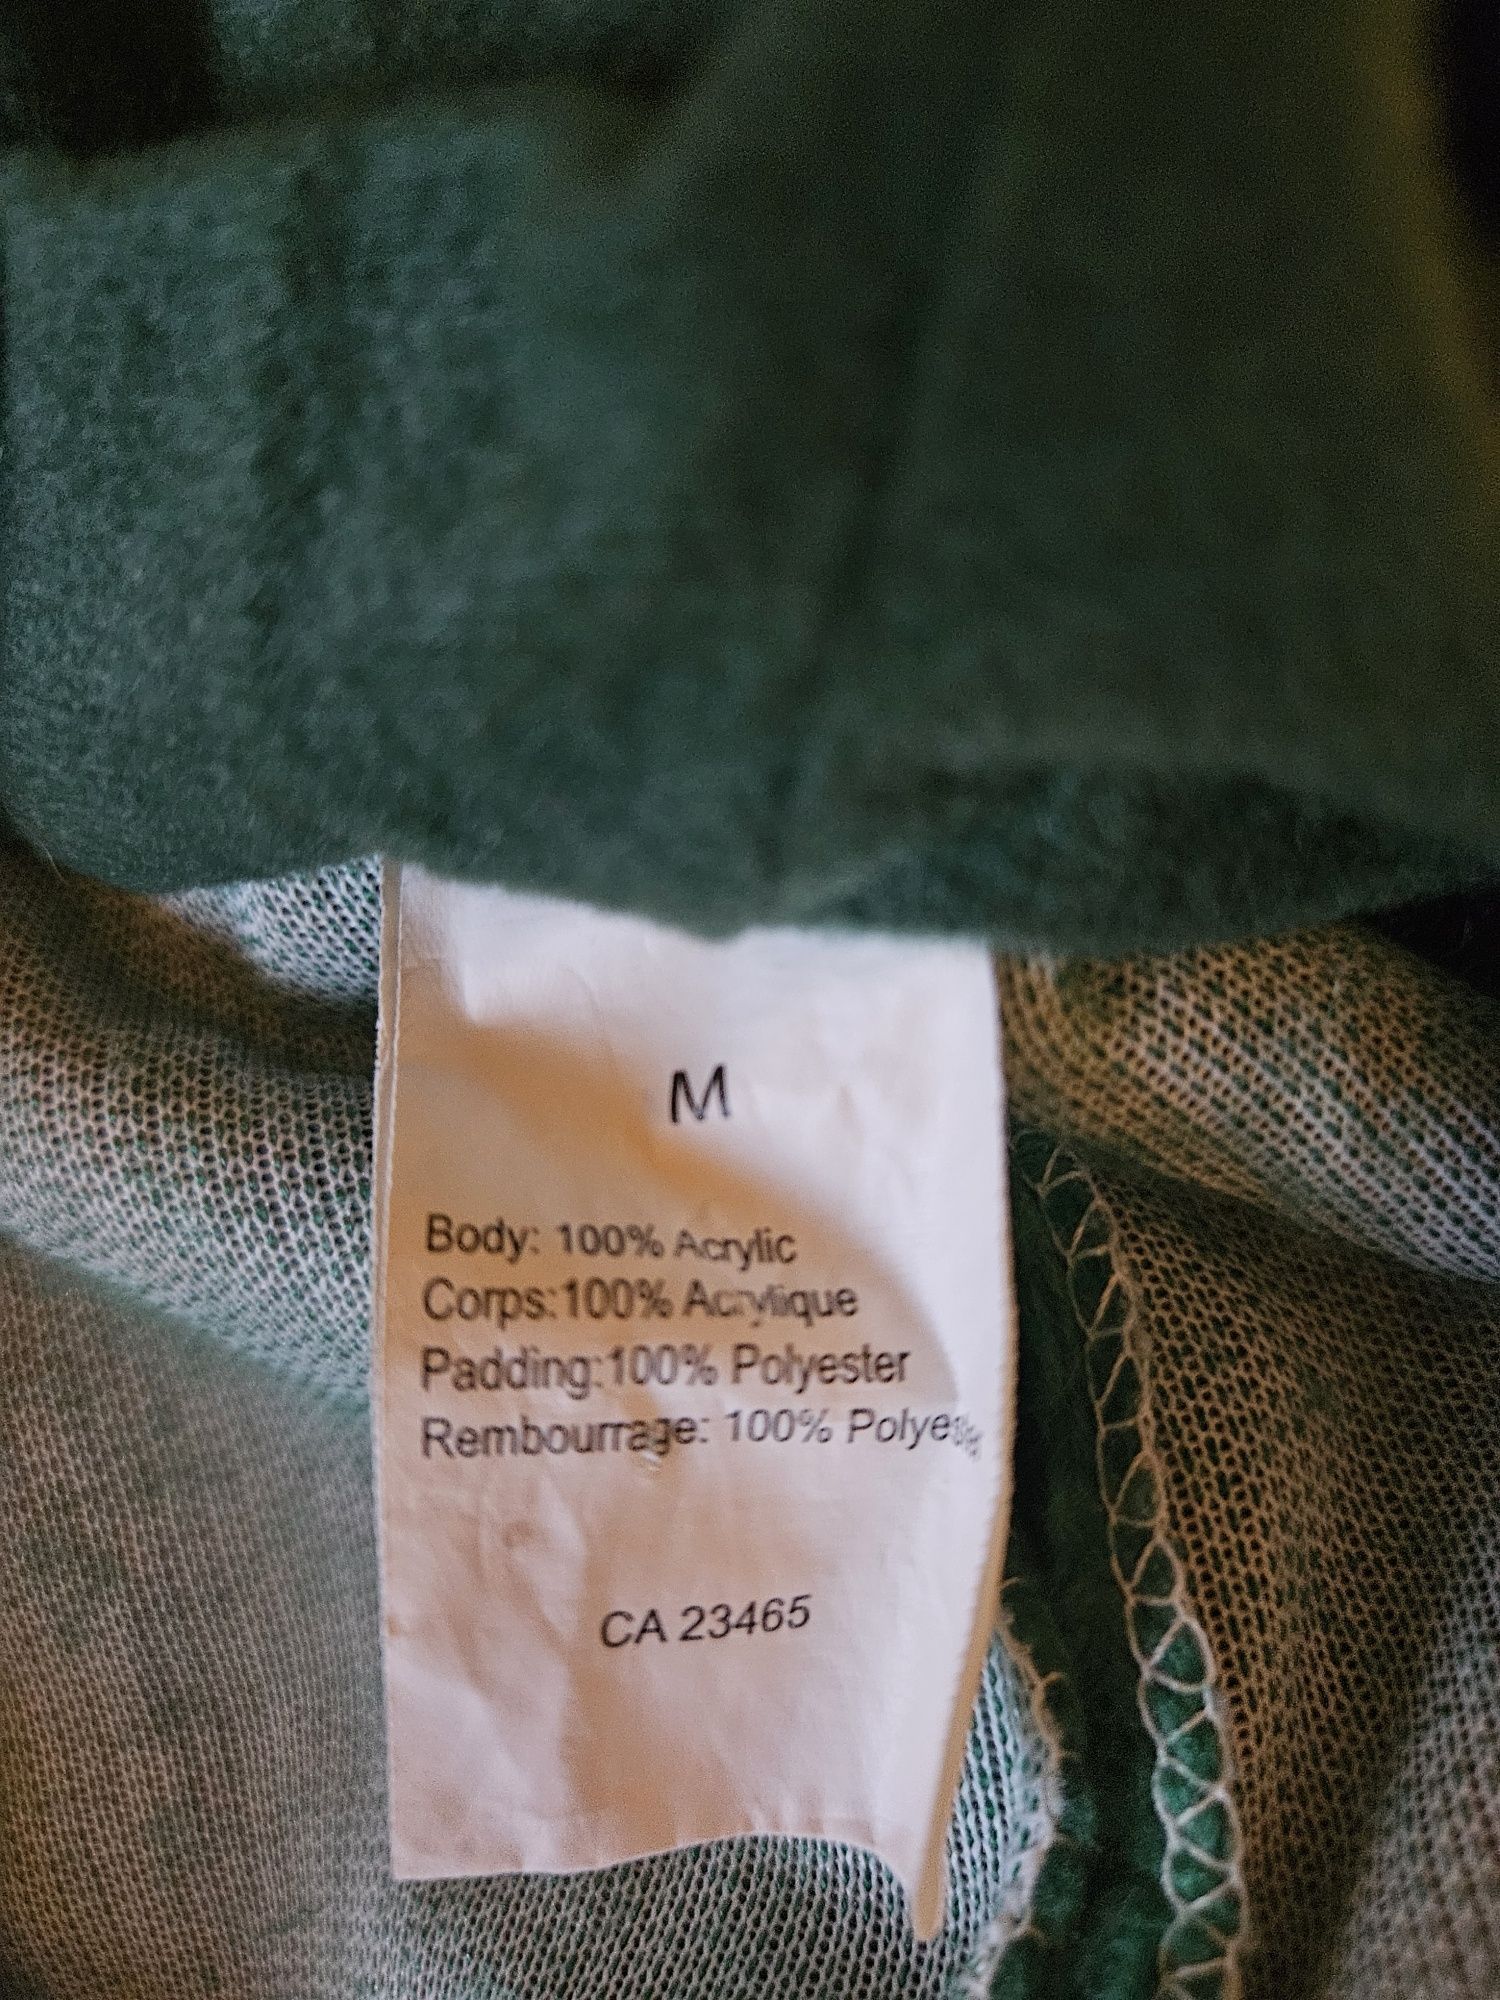 M
Body: 100% Acrylic
Corps:100% Acrylique
Padding:100% Polyester
Rembourrage: 100% Polyester
CA 23465